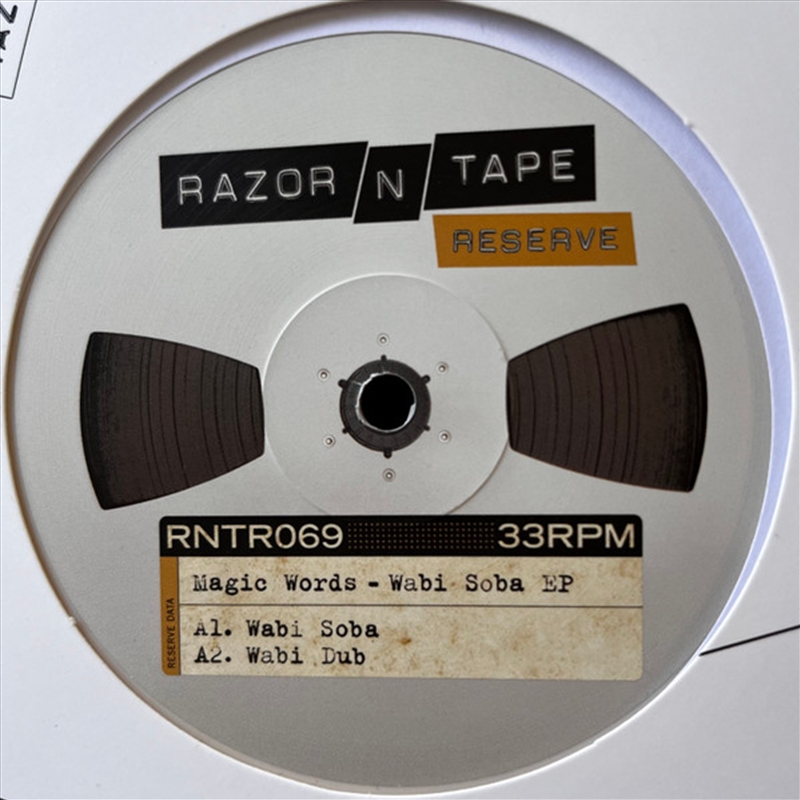 RAZOR N TAPE
RESERVE
RNTR069 33RPM
RESERVE DATA
Magic Words - Wabi Soba EP
A1. Wabi Soba
A2. Wabi Dub